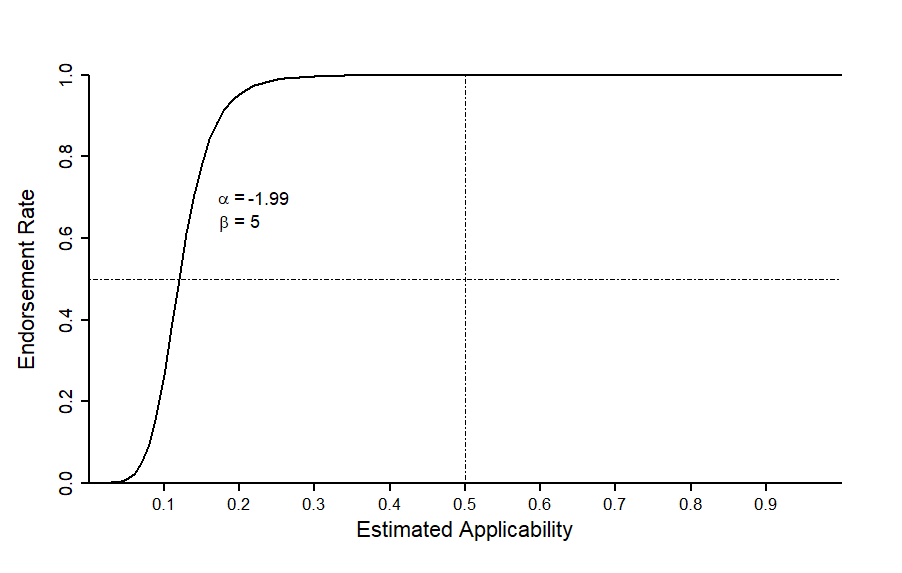 1.0
0.8
0.6
0.4
0.2
0.0
Endorsement Rate
α = -1.99
β = 5
0.1 0.2 0.3 0.4 0.5 0.6 0.7 0.8 0.9
Estimated Applicability